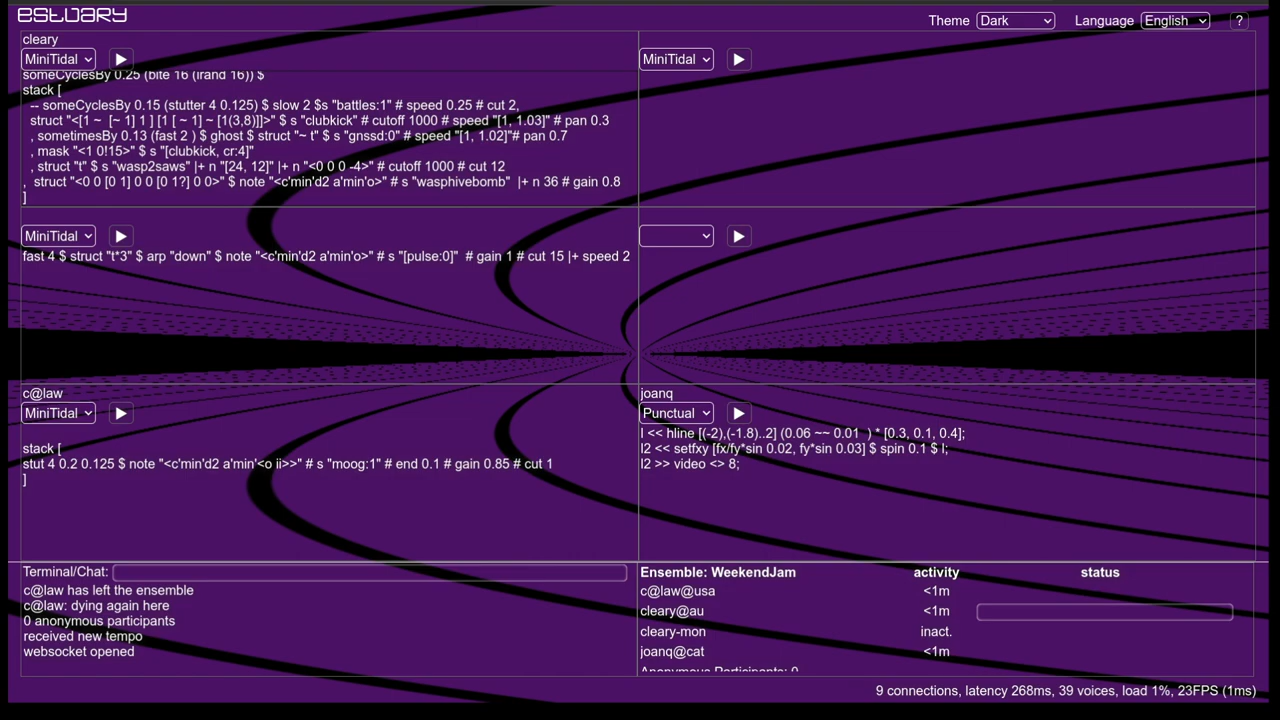 estuary
Theme Dark Language English ?
cleary
MiniTidal
someCyclesBy 0.25 (bite 16 (irand 16)) $
stack [
-- someCyclesBy 0.15 (stutter 4 0.125) $ slow 2 $s "battles:1" # speed 0.25 # cut 2,
struct "<[1 ~  [~ 1] 1 ] [1 [ ~ 1] ~ [1(3,8)]]>" $ s "clubkick" # cutoff 1000 # speed "[1, 1.03]" # pan 0.3
, sometimesBy 0.13 (fast 2 ) $ ghost $ struct "~ t" $ s "gnssd:0" # speed "[1, 1.02]"# pan 0.7
, mask "<1 0!15>" $ s "[clubkick, cr:4]"
, struct "t" $ s "wasp2saws" |+ n "[24, 12]" |+ n "<0 0 0 -4>" # cutoff 1000 # cut 12
,  struct "<0 0 [0 1] 0 0 [0 1?] 0 0>" $ note "<c'min'd2 a'min'o>" # s "wasphivebomb"  |+ n 36 # gain 0.8
]
MiniTidal
MiniTidal
fast 4 $ struct "t*3" $ arp "down" $ note "<c'min'd2 a'min'o>" # s "[pulse:0]"  # gain 1 # cut 15 |+ speed 2
c@law
MiniTidal
stack [
stut 4 0.2 0.125 $ note "<c'min'd2 a'min'<o ii>>" # s "moog:1" # end 0.1 # gain 0.85 # cut 1
]
joanq
Punctual
l << hline [(-2),(-1.8)..2] (0.06 ~~ 0.01  ) * [0.3, 0.1, 0.4];
l2 << setfxy [fx/fy*sin 0.02, fy*sin 0.03] $ spin 0.1 $ l;
l2 >> video <> 8;
Terminal/Chat:
c@law has left the ensemble
c@law: dying again here
0 anonymous participants
received new tempo
websocket opened
Ensemble: WeekendJam activity status
c@law@usa <1m
cleary@au <1m
cleary-mon inact.
joanq@cat <1m
Anonymous Participants: 0
9 connections, latency 268ms, 39 voices, load 1%, 23FPS (1ms)